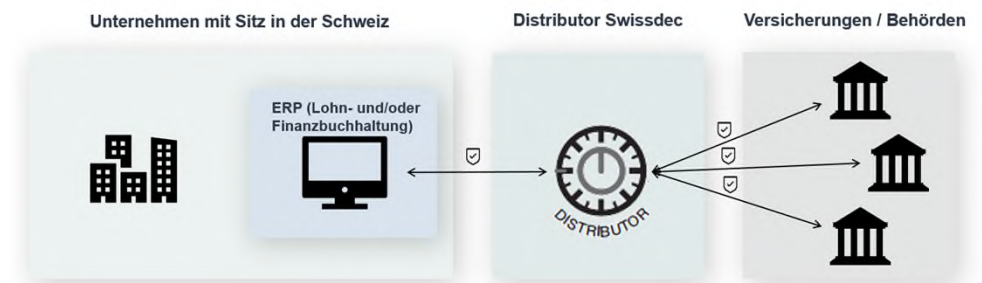 Unternehmen mit Sitz in der Schweiz
Distributor Swissdec
Versicherungen / Behörden
ERP (Lohn- und/oder
Finanzbuchhaltung)
DISTRIBUTOR